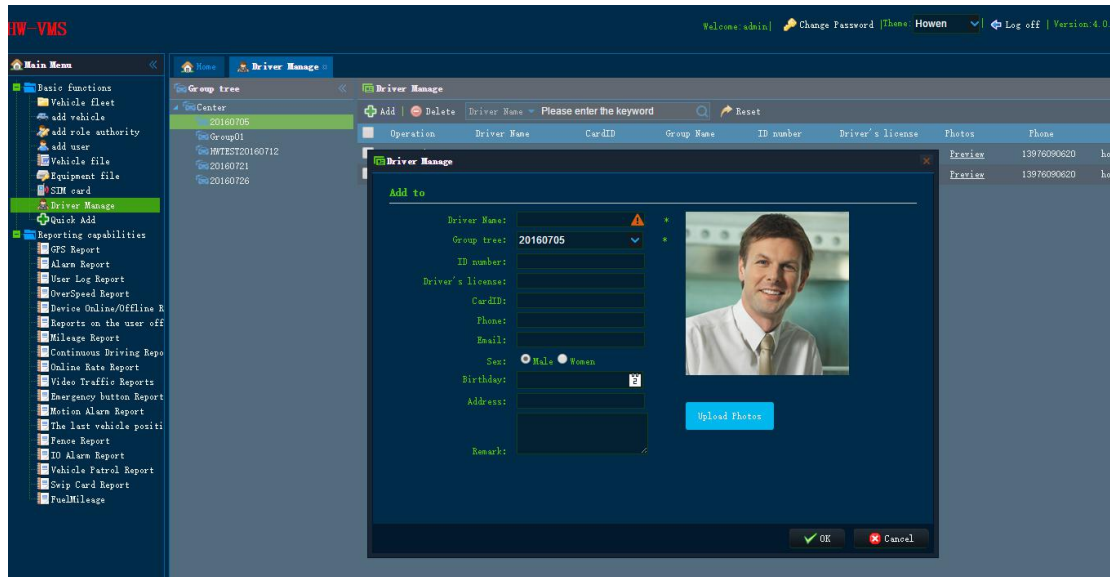 HW-VMS
Welcome:admin| Change Password |Theme: Howen | Log off | Version:4.0.
Main Menu
Basic functions
Vehicle fleet
add vehicle
add role authority
add user
Vehicle file
Equipment file
SIM card
Driver Manage
Quick Add
Reporting capabilities
GPS Report
Alarm Report
User Log Report
OverSpeed Report
Device Online/Offline R
Reports on the user off
Mileage Report
Continuous Driving Repo
Online Rate Report
Video Traffic Reports
Emergency button Report
Motion Alarm Report
The last vehicle positi
Fence Report
IO Alarm Report
Vehicle Patrol Report
Swip Card Report
FuelMileage
Home Driver Manage
Group tree
Center
20160705
Group01
HWTEST20160712
20160721
20160726
Driver Manage
Add | Delete Driver Name Please enter the keyword Reset
Operation Driver Name CardID Group Name ID number Driver's license Photos Phone
Preview 13976090620 ho
Preview 13976090620 ho
Driver Manage
Add to
Driver Name: *
Group tree: 20160705 *
ID number:
Driver's license:
CardID:
Phone:
Email:
Sex: Male Women
Birthday:
Address:
Remark:
Upload Photos
OK Cancel